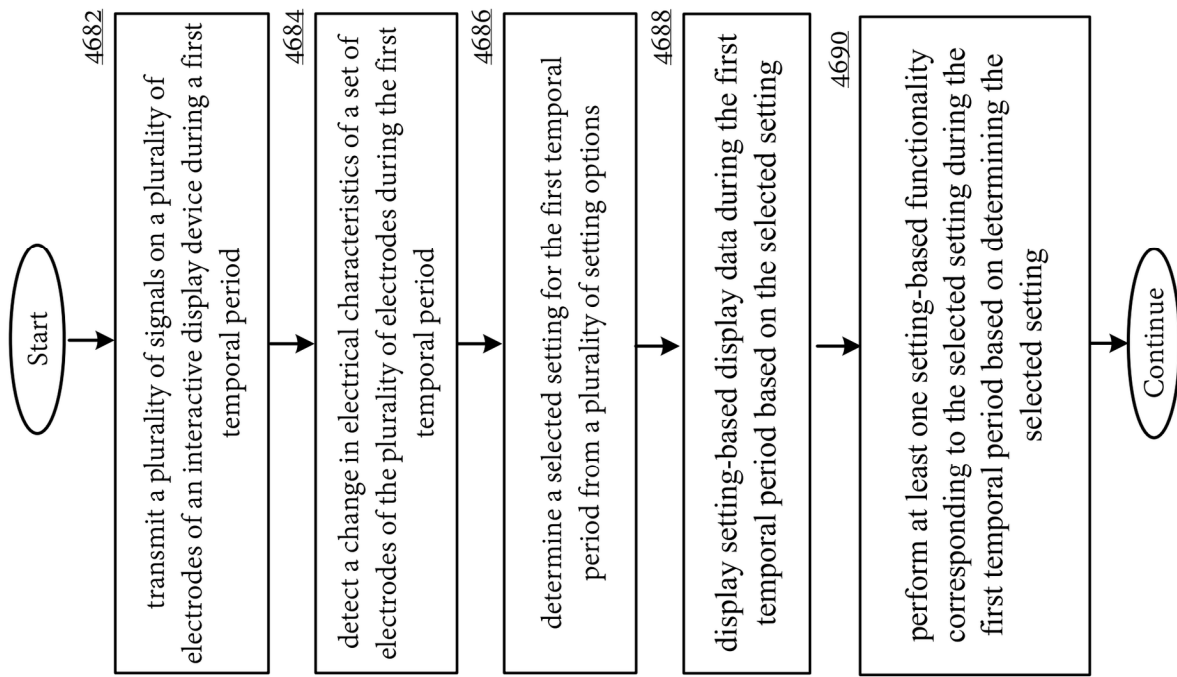 Start
4682
transmit a plurality of signals on a plurality of
electrodes of an interactive display device during a first
temporal period
4684
detect a change in electrical characteristics of a set of
electrodes of the plurality of electrodes during the first
temporal period
4686
determine a selected setting for the first temporal
period from a plurality of setting options
4688
display setting-based display data during the first
temporal period based on the selected setting
4690
perform at least one setting-based functionality
corresponding to the selected setting during the
first temporal period based on determining the
selected setting
Continue